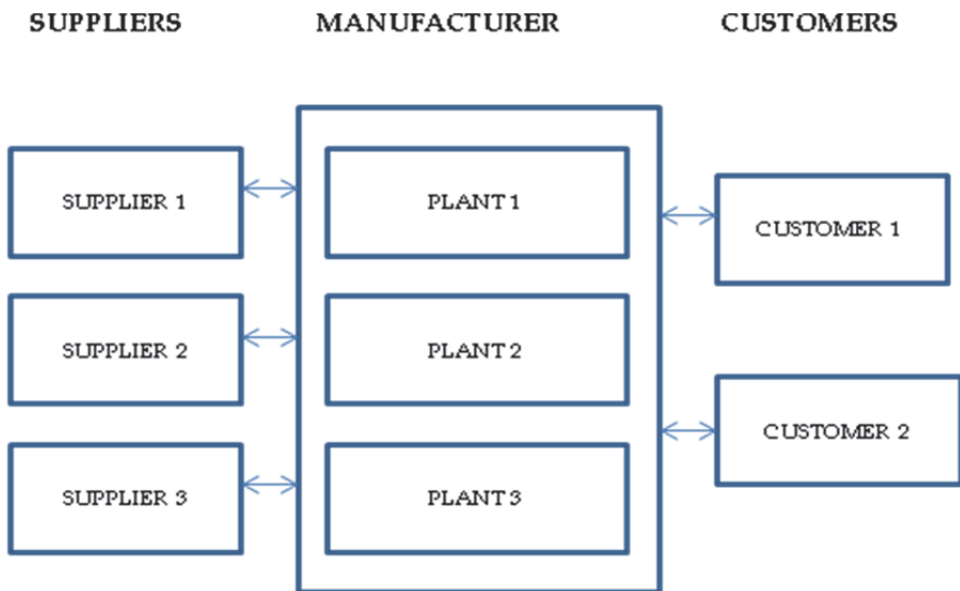 SUPPLIERS
MANUFACTURER
CUSTOMERS
SUPPLIER 1
PLANT 1
CUSTOMER 1
SUPPLIER 2
PLANT 2
CUSTOMER 2
SUPPLIER 3
PLANT 3